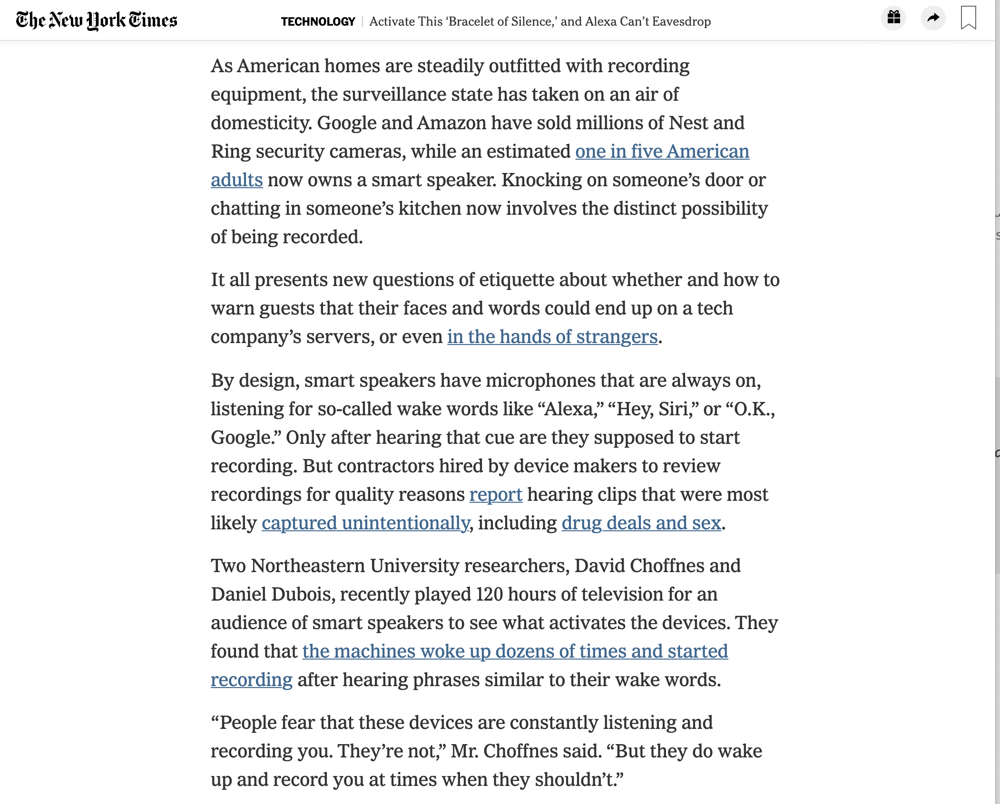 The New York Times
TECHNOLOGY | Activate This ‘Bracelet of Silence,’ and Alexa Can’t Eavesdrop
As American homes are steadily outfitted with recording
equipment, the surveillance state has taken on an air of
domesticity. Google and Amazon have sold millions of Nest and
Ring security cameras, while an estimated one in five American
adults now owns a smart speaker. Knocking on someone’s door or
chatting in someone’s kitchen now involves the distinct possibility
of being recorded.
It all presents new questions of etiquette about whether and how to
warn guests that their faces and words could end up on a tech
company’s servers, or even in the hands of strangers.
By design, smart speakers have microphones that are always on,
listening for so-called wake words like “Alexa,” “Hey, Siri,” or “O.K.,
Google.” Only after hearing that cue are they supposed to start
recording. But contractors hired by device makers to review
recordings for quality reasons report hearing clips that were most
likely captured unintentionally, including drug deals and sex.
Two Northeastern University researchers, David Choffnes and
Daniel Dubois, recently played 120 hours of television for an
audience of smart speakers to see what activates the devices. They
found that the machines woke up dozens of times and started
recording after hearing phrases similar to their wake words.
“People fear that these devices are constantly listening and
recording you. They’re not,” Mr. Choffnes said. “But they do wake
up and record you at times when they shouldn’t.”